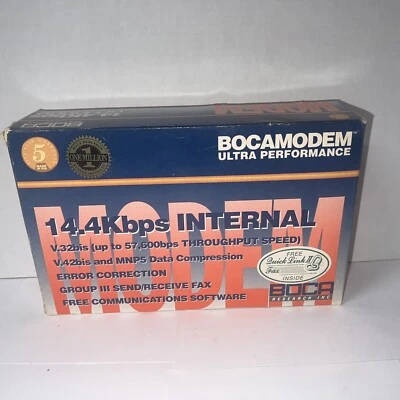 5
ONE MILLION
1
BOCAMODEM™
ULTRA PERFORMANCE
MODEM
14.4Kbps INTERNAL
V.32bis (up to 57,600bps THROUGHPUT SPEED)
V.42bis and MNP5 Data Compression
ERROR CORRECTION
GROUP III SEND/RECEIVE FAX
FREE COMMUNICATIONS SOFTWARE
FREE
Quick Link II
Fax
INSIDE
BOCA
RESEARCH INC